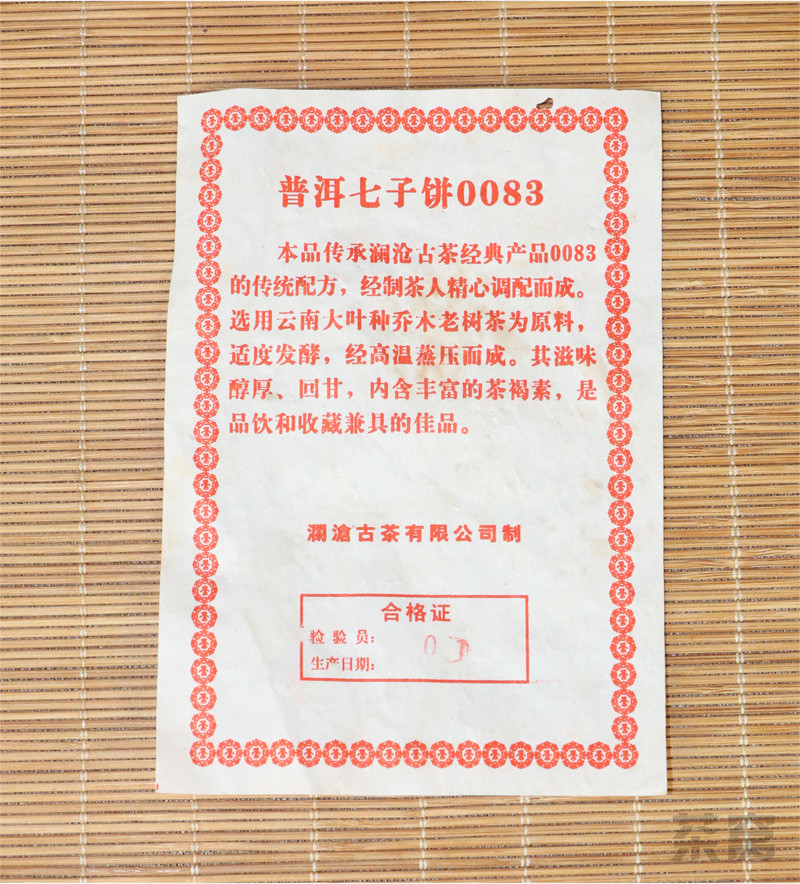 普洱七子饼0083
本品传承澜沧古茶经典产品0083
的传统配方，经制茶人精心调配而成。
选用云南大叶种乔木老树茶为原料，
适度发酵，经高温蒸压而成。其滋味
醇厚、回甘，内含丰富的茶褐素，是
品饮和收藏兼具的佳品。
瀾滄古茶有限公司制
合格证
检验员：
生产日期：